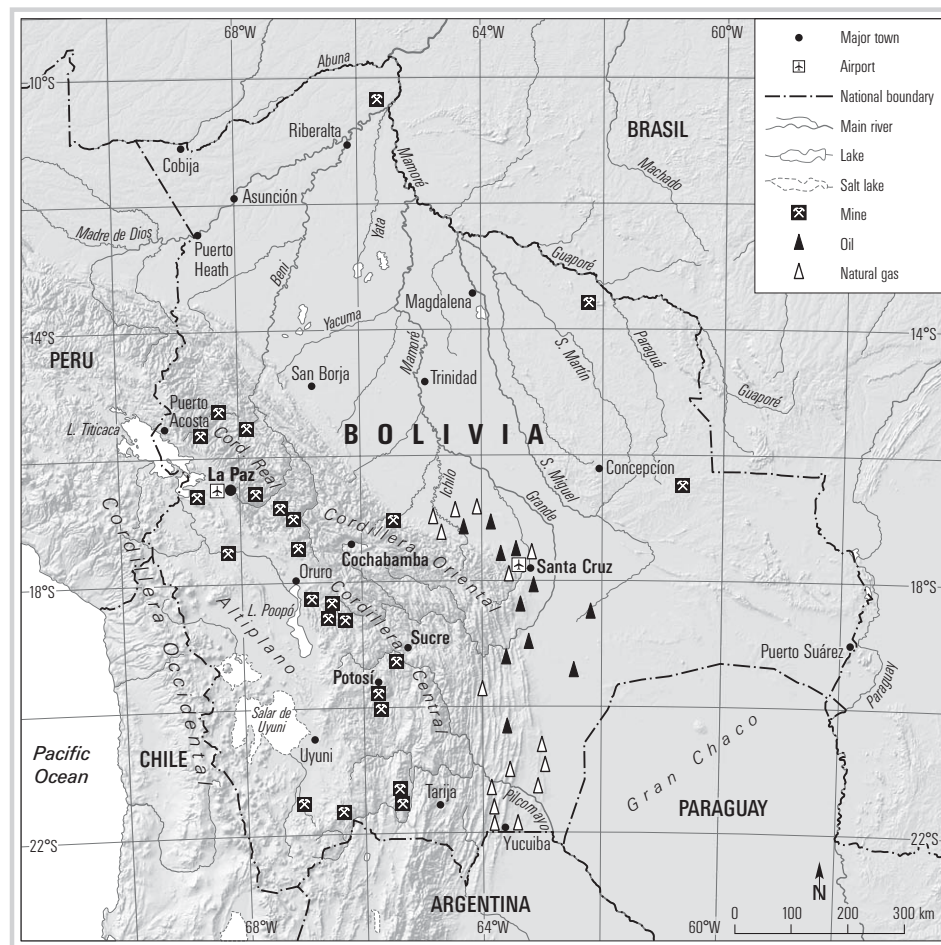 68°W
64°W
60°W
Major town
Airport
National boundary
Main river
Lake
Salt lake
Mine
Oil
Natural gas
10°S
Abuna
Riberalta
BRASIL
Cobija
Mamoré
Machado
Asunción
Madre de Dios
Yata
Puerto
Heath
Beni
Guaporé
Magdalena
14°S
14°S
Yacuma
PERU
Mamoré
S. Martín
Paraguá
San Borja
Trinidad
Guaporé
Puerto
Acosta
L. Titicaca
Cord Real
BOLIVIA
La Paz
Ichilo
S. Miguel
Concepcíon
Grande
Cordillera Oriental
Cochabamba
Santa Cruz
Oruro
18°S
18°S
Cordillera Occidental
Altiplano
L. Poopó
Cordillera Central
Sucre
Puerto Suárez
Potosí
Paraguay
Salar de
Uyuni
Pacific
Ocean
CHILE
Uyuni
Gran Chaco
Tarija
Pilcomayo
PARAGUAY
22°S
22°S
Yucuiba
N
ARGENTINA
68°W
64°W
60°W
0 100 200 300 km